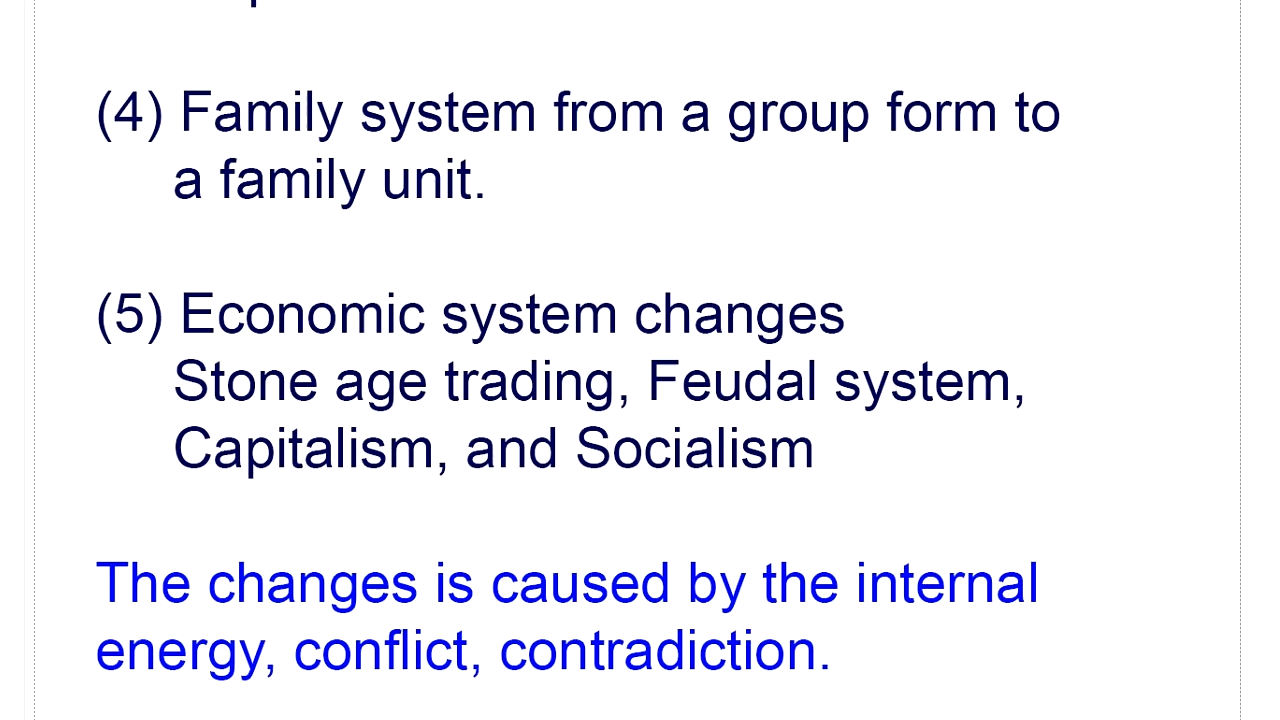 (4) Family system from a group form to
a family unit.
(5) Economic system changes
Stone age trading, Feudal system,
Capitalism, and Socialism
The changes is caused by the internal
energy, conflict, contradiction.